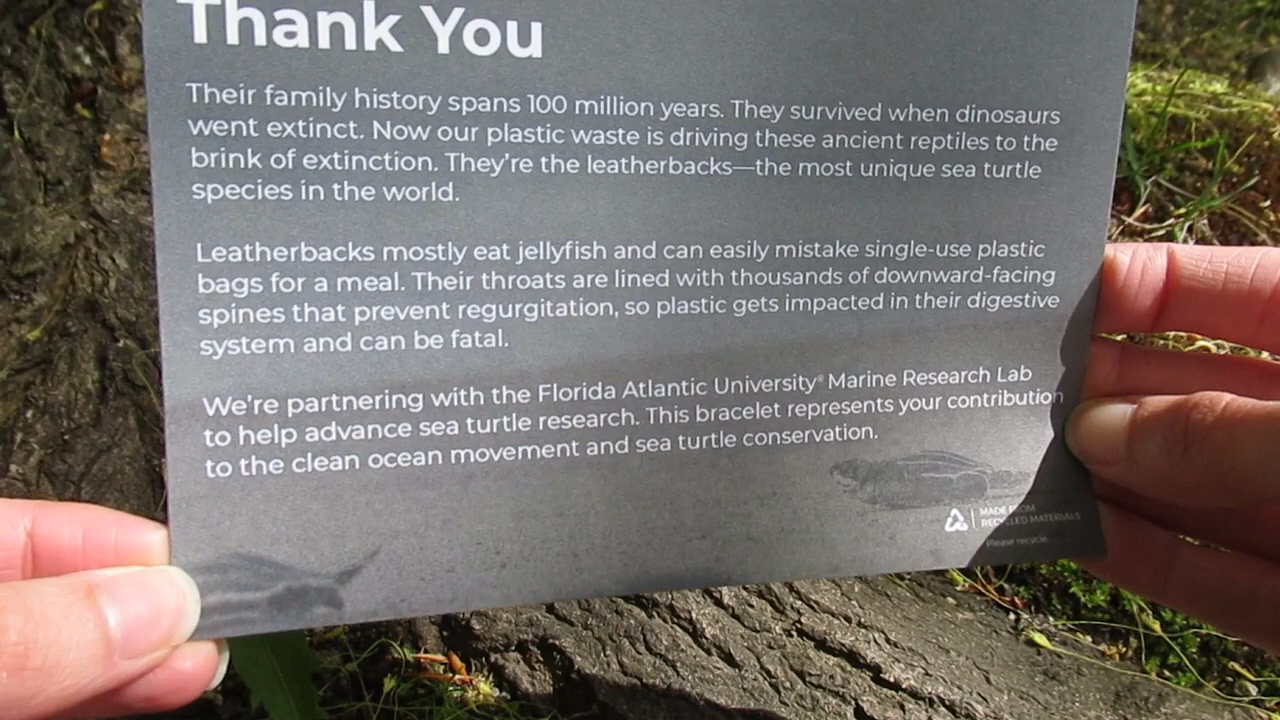 Thank You
Their family history spans 100 million years. They survived when dinosaurs
went extinct. Now our plastic waste is driving these ancient reptiles to the
brink of extinction. They're the leatherbacks—the most unique sea turtle
species in the world.
Leatherbacks mostly eat jellyfish and can easily mistake single-use plastic
bags for a meal. Their throats are lined with thousands of downward-facing
spines that prevent regurgitation, so plastic gets impacted in their digestive
system and can be fatal.
We're partnering with the Florida Atlantic University® Marine Research Lab
to help advance sea turtle research. This bracelet represents your contribution
to the clean ocean movement and sea turtle conservation.
MADE FROM
RECYCLED MATERIALS
Please recycle.